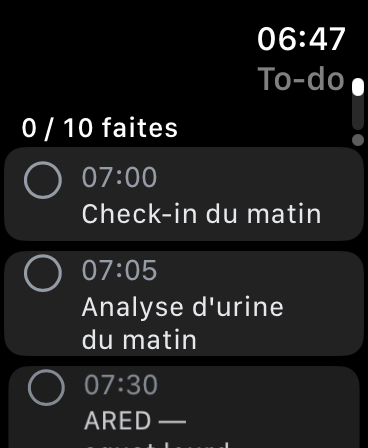 06:47
To-do
0 / 10 faites
07:00
Check-in du matin
07:05
Analyse d'urine
du matin
07:30
ARED —